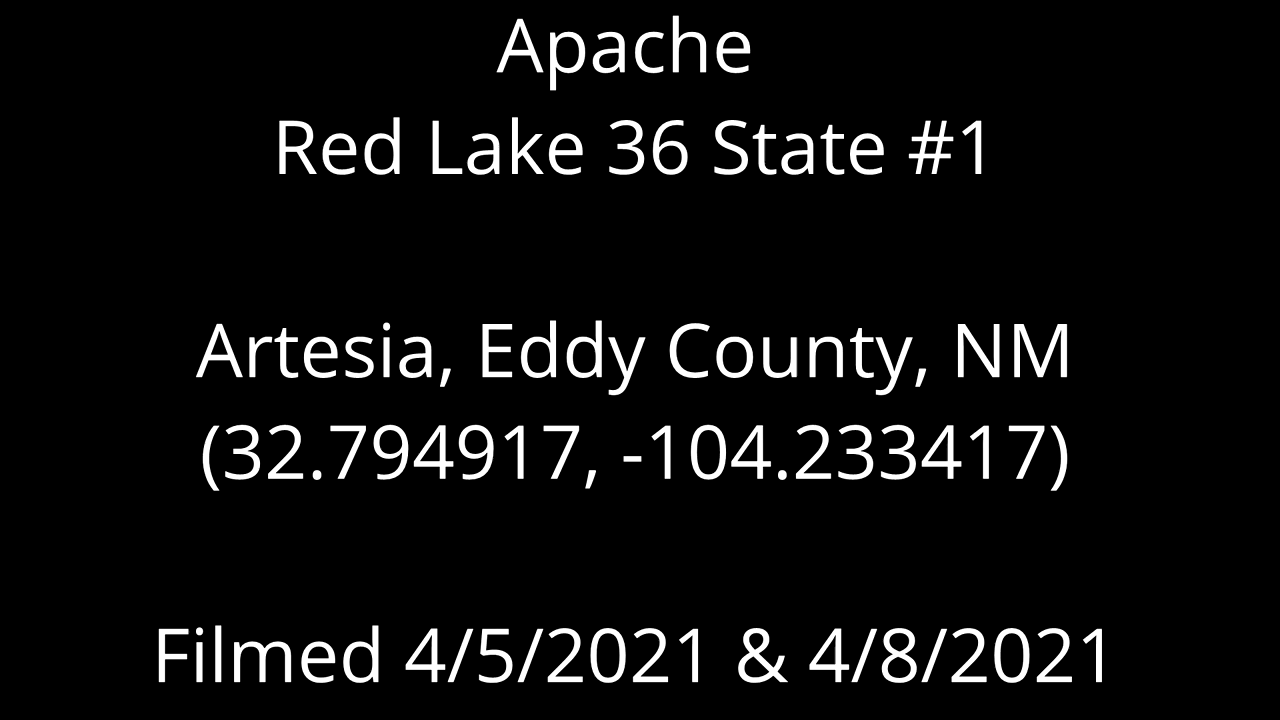 Apache
Red Lake 36 State #1
Artesia, Eddy County, NM
(32.794917, -104.233417)
Filmed 4/5/2021 & 4/8/2021